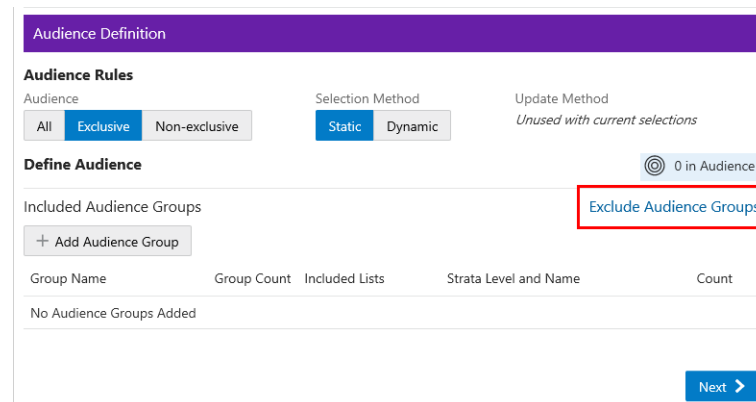 Audience Definition
Audience Rules
Audience Selection Method Update Method
All Exclusive Non-exclusive Static Dynamic Unused with current selections
Define Audience 0 in Audience
Included Audience Groups Exclude Audience Groups
+ Add Audience Group
Group Name Group Count Included Lists Strata Level and Name Count
No Audience Groups Added
Next